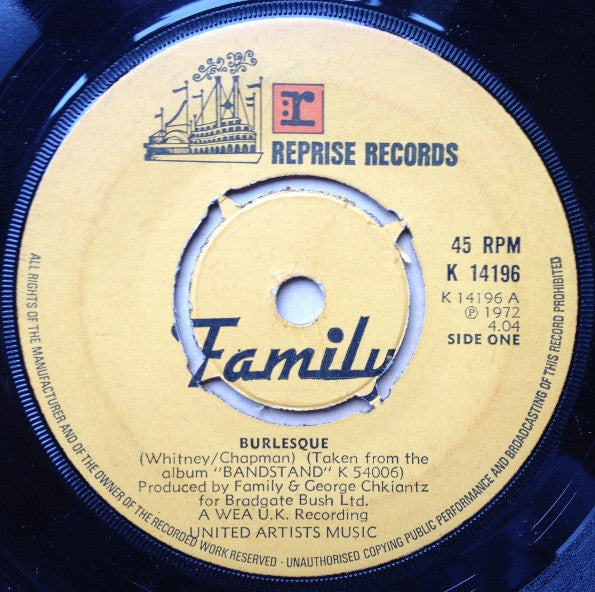 r
REPRISE RECORDS
45 RPM
K 14196
K 14196 A
℗ 1972
4.04
SIDE ONE
Family
BURLESQUE
(Whitney/Chapman) (Taken from the
album "BANDSTAND" K 54006)
Produced by Family & George Chkiantz
for Bradgate Bush Ltd.
A WEA U.K. Recording
UNITED ARTISTS MUSIC
ALL RIGHTS OF THE MANUFACTURER AND OF THE OWNER OF THE RECORDED WORK RESERVED - UNAUTHORISED COPYING PUBLIC PERFORMANCE AND BROADCASTING OF THIS RECORD PROHIBITED